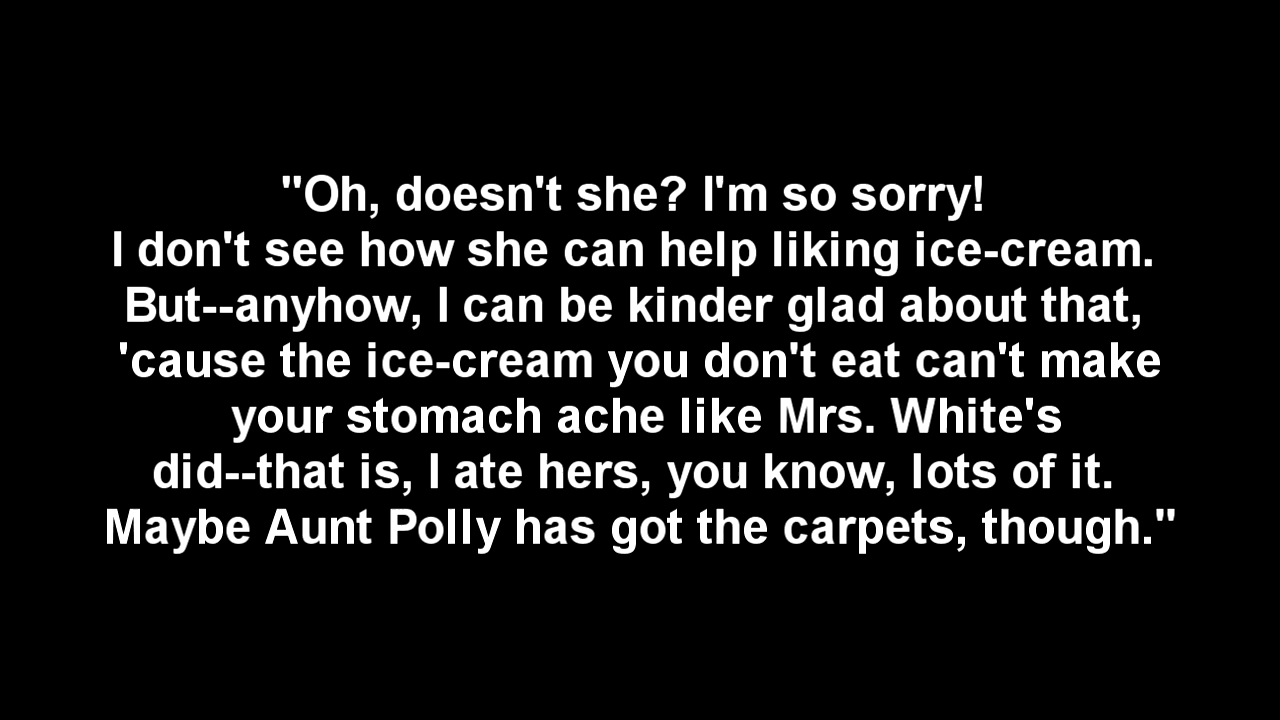 "Oh, doesn't she? I'm so sorry!
I don't see how she can help liking ice-cream.
But--anyhow, I can be kinder glad about that,
'cause the ice-cream you don't eat can't make
your stomach ache like Mrs. White's
did--that is, I ate hers, you know, lots of it.
Maybe Aunt Polly has got the carpets, though."